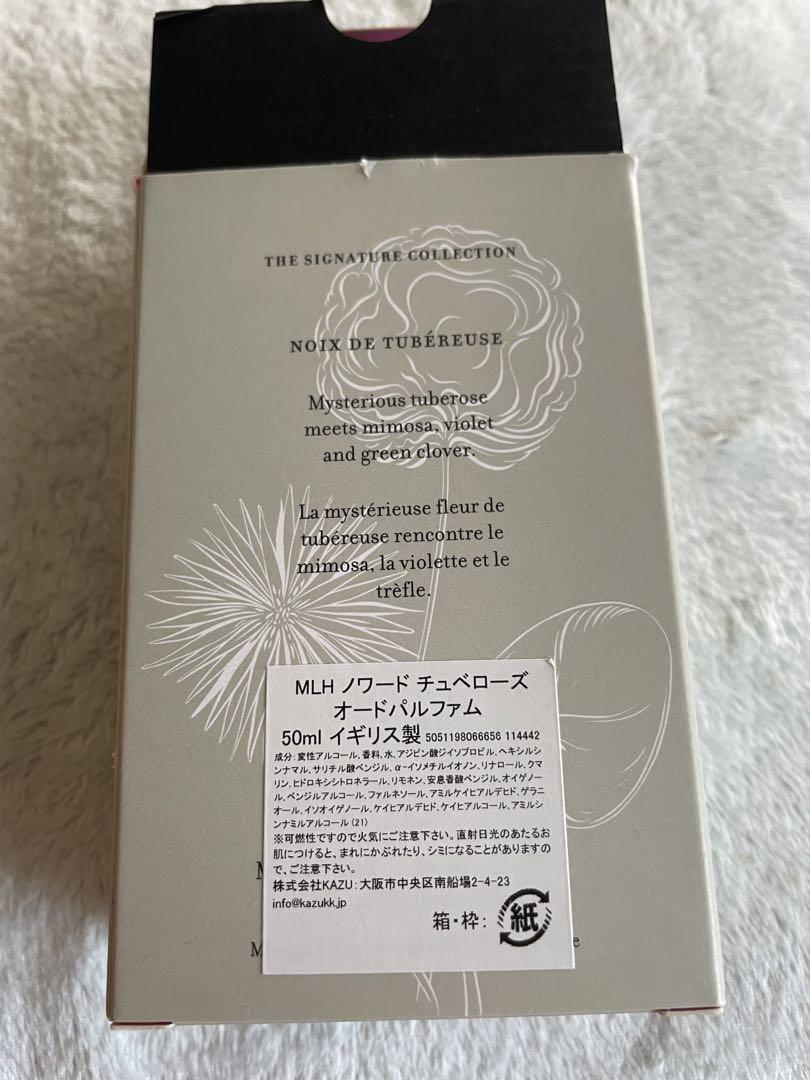 THE SIGNATURE COLLECTION
NOIX DE TUBÉREUSE
Mysterious tuberose
meets mimosa, violet
and green clover.
La mystérieuse fleur de
tubéreuse rencontre le
mimosa, la violette et le
trèfle.
MLH ノワード チュベローズ
オードパルファム
50ml イギリス製 5051198066656 114442
成分:変性アルコール、香料、水、アジピン酸ジイソプロピル、ヘキシルシ
ンナマル、サリチル酸ベンジル、α-イソメチルイオノン、リナロール、クマ
リン、ヒドロキシシトロネラール、リモネン、安息香酸ベンジル、オイゲノー
ル、ベンジルアルコール、ファルネソール、アミルケイヒアルデヒド、ゲラニ
オール、イソオイゲノール、ケイヒアルデヒド、ケイヒアルコール、アミルシ
ンナミルアルコール (21)
※可燃性ですので火気にご注意下さい。直射日光のあたるお
肌につけると、まれにかぶれたり、シミになることがありますの
で、ご注意下さい。
株式会社KAZU:大阪市中央区南船場2-4-23
info@kazukk.jp
箱・枠: 紙